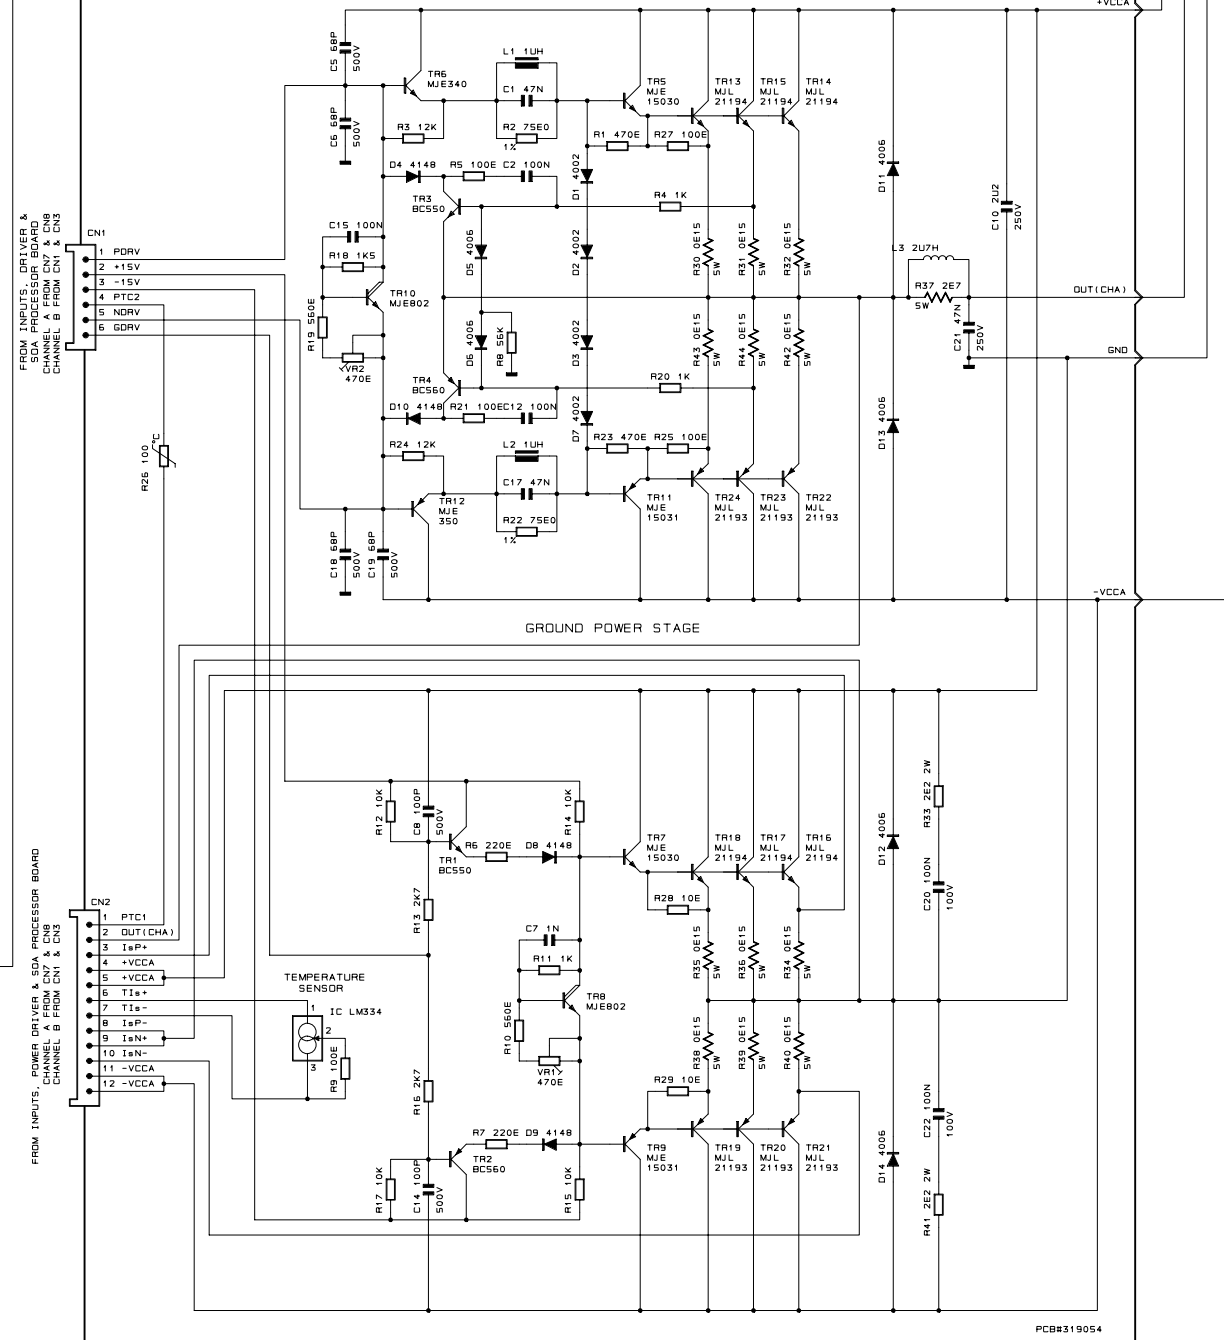 +VCCA
C5 68P
500V
TR6
MJE340
L1 1UH
C1 47N
R2 75E0
1%
TR5
MJE
15030
TR13
MJL
21194
TR15
MJL
21194
TR14
MJL
21194
C6 68P
500V
R3 12K
R1 470E
R27 100E
D4 4148
R5 100E
C2 100N
D1 4002
D11 4006
TR3
BC550
R4 1K
C10 2U2
250V
FROM INPUTS, DRIVER &
SOA PROCESSOR BOARD
CHANNEL A FROM CN7 & CN8
CHANNEL B FROM CN1 & CN3
CN1
1 PDRV
2 +15V
3 -15V
4 PTC2
5 NDRV
6 GDRV
C15 100N
R18 1K5
D5 4006
D2 4002
R30 0E15
5W
R31 0E15
5W
R32 0E15
5W
L3 2U7H
R37 2E7
5W
OUT(CHA)
TR10
MJE802
R19 560E
VR2
470E
D6 4006
R8 56K
D3 4002
R43 0E15
5W
R44 0E15
5W
R42 0E15
5W
C21 47N
250V
GND
TR4
BC560
R20 1K
D10 4148
R21 100E
C12 100N
D7 4002
D13 4006
R26 100
°C
R24 12K
L2 1UH
C17 47N
R22 75E0
1%
R23 470E
R25 100E
TR12
MJE
350
TR11
MJE
15031
TR24
MJL
21193
TR23
MJL
21193
TR22
MJL
21193
C18 68P
500V
C19 68P
500V
-VCCA
GROUND POWER STAGE
R12 10K
C8 100P
500V
R14 10K
R6 220E
D8 4148
TR1
BC550
TR7
MJE
15030
TR18
MJL
21194
TR17
MJL
21194
TR16
MJL
21194
D12 4006
R33 2E2 2W
C20 100N
100V
R13 2K7
R28 10E
FROM INPUTS, POWER DRIVER & SOA PROCESSOR BOARD
CHANNEL A FROM CN7 & CN8
CHANNEL B FROM CN1 & CN3
CN2
1 PTC1
2 OUT(CHA)
3 IsP+
4 +VCCA
5 +VCCA
6 TIs+
7 TIs-
8 IsP-
9 IsN+
10 IsN-
11 -VCCA
12 -VCCA
TEMPERATURE
SENSOR
IC LM334
1
2
3
R9 100E
C7 1N
R11 1K
TR8
MJE802
R10 560E
VR1
470E
R35 0E15
5W
R36 0E15
5W
R34 0E15
5W
R38 0E15
5W
R39 0E15
5W
R40 0E15
5W
R16 2K7
R29 10E
R7 220E
D9 4148
TR2
BC560
R17 10K
C14 100P
500V
R15 10K
TR9
MJE
15031
TR19
MJL
21193
TR20
MJL
21193
TR21
MJL
21193
D14 4006
C22 100N
100V
R41 2E2 2W
PCB#319054